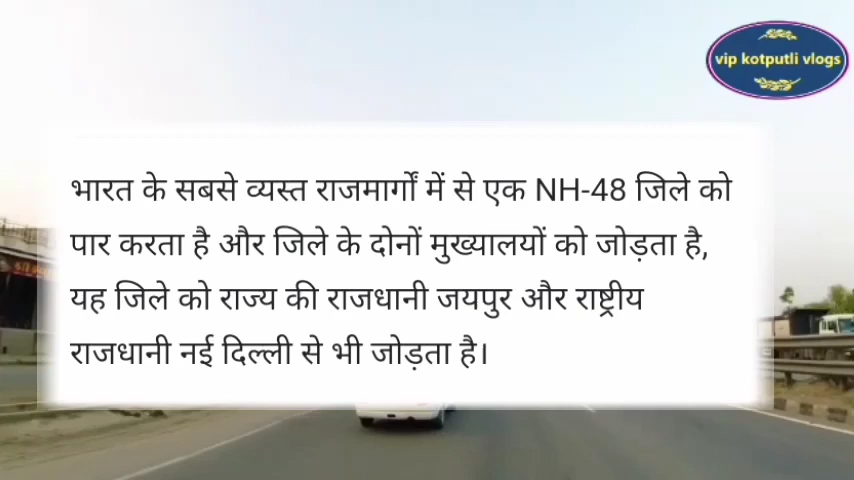 vip kotputli vlogs
भारत के सबसे व्यस्त राजमार्गों में से एक NH-48 जिले को
पार करता है और जिले के दोनों मुख्यालयों को जोड़ता है,
यह जिले को राज्य की राजधानी जयपुर और राष्ट्रीय
राजधानी नई दिल्ली से भी जोड़ता है।